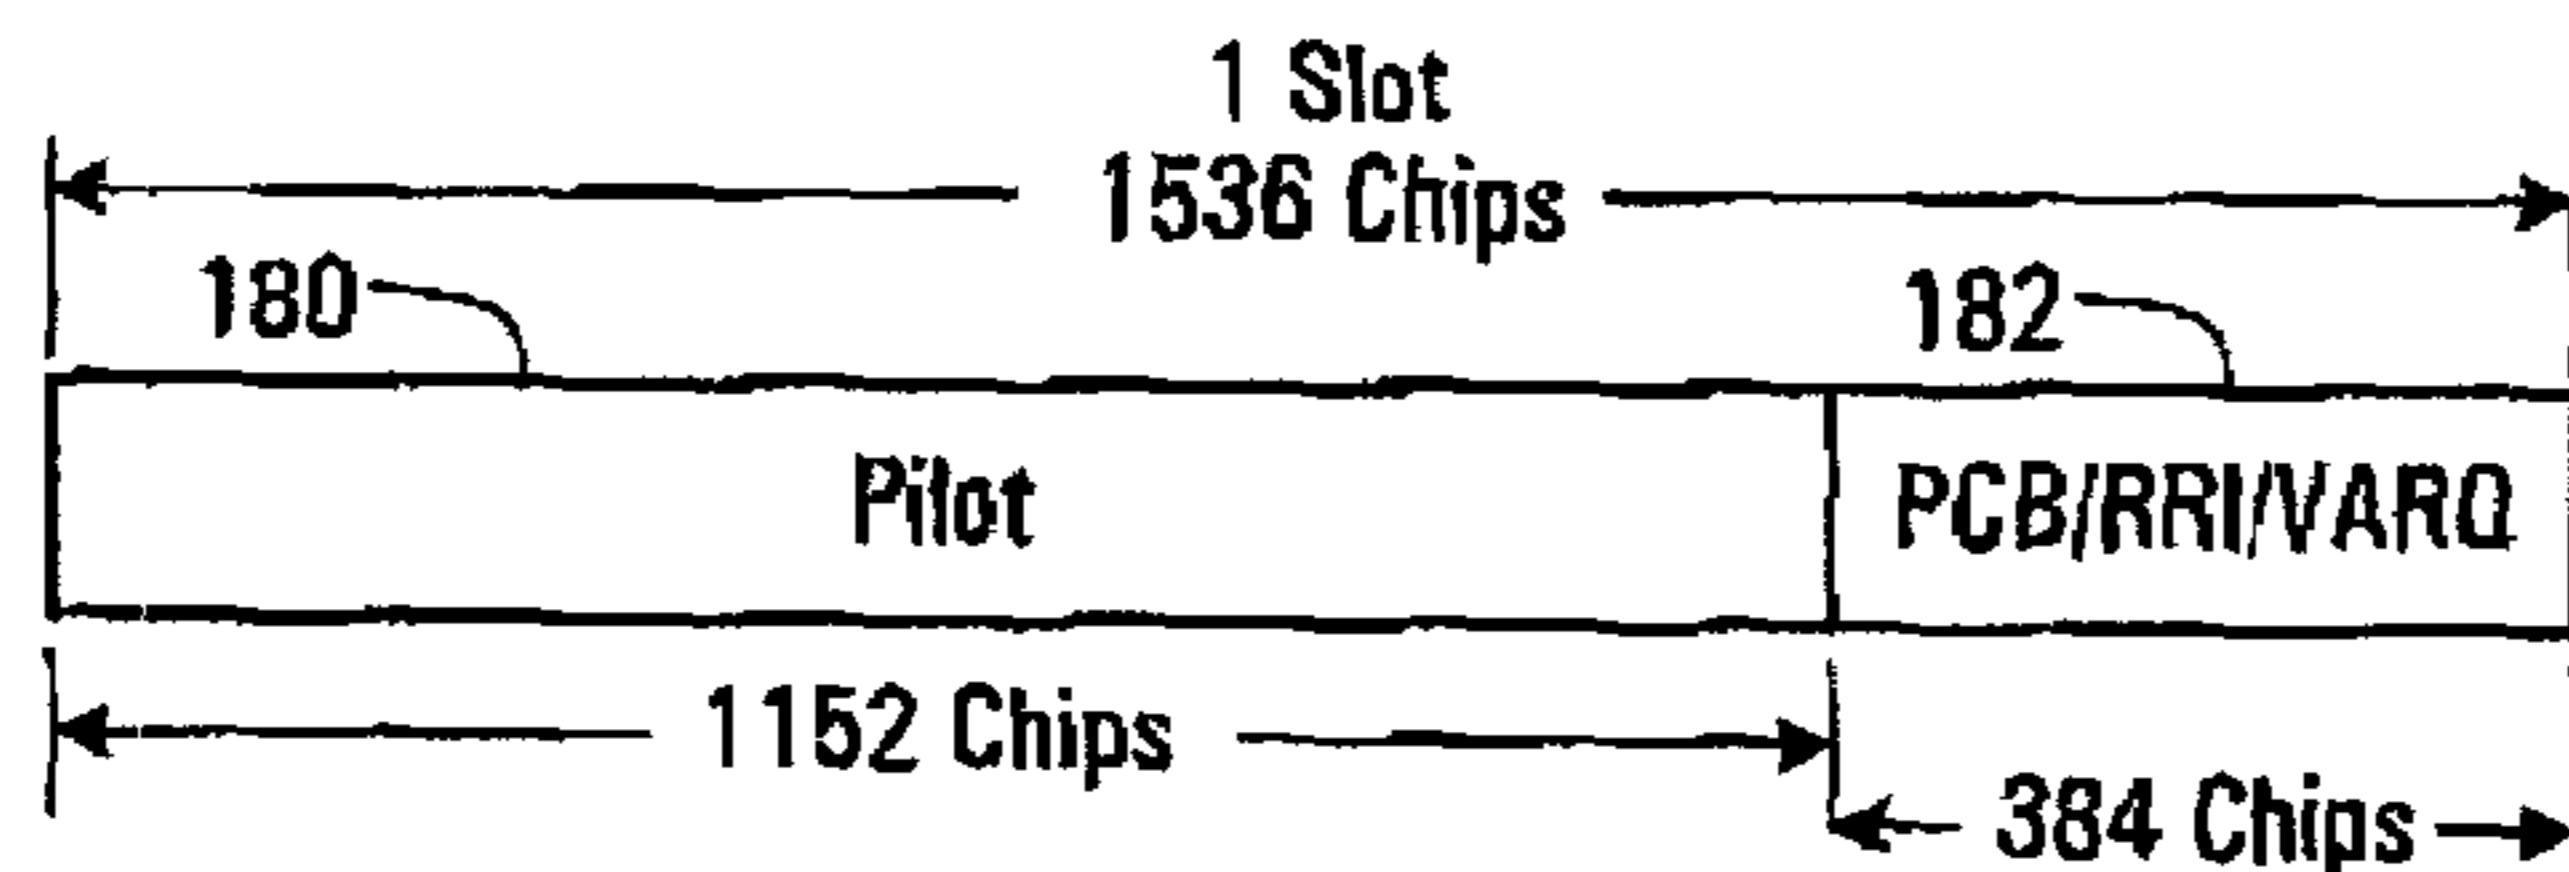 1 Slot
1536 Chips
180
182
Pilot
PCB/RRI/VARQ
1152 Chips
384 Chips